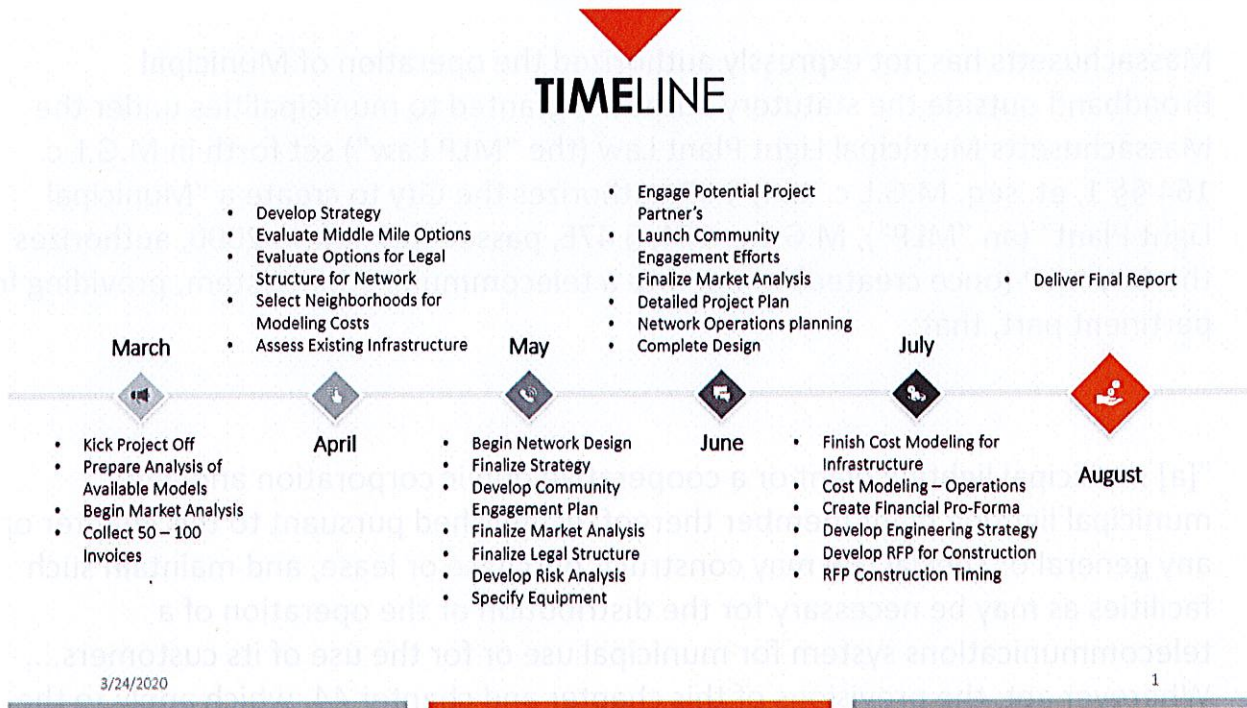 TIMELINE
March
• Kick Project Off
• Prepare Analysis of
Available Models
• Begin Market Analysis
• Collect 50 – 100
Invoices
• Develop Strategy
• Evaluate Middle Mile Options
• Evaluate Options for Legal
Structure for Network
• Select Neighborhoods for
Modeling Costs
• Assess Existing Infrastructure
April
May
• Begin Network Design
• Finalize Strategy
• Develop Community
Engagement Plan
• Finalize Market Analysis
• Finalize Legal Structure
• Develop Risk Analysis
• Specify Equipment
• Engage Potential Project
Partner's
• Launch Community
Engagement Efforts
• Finalize Market Analysis
• Detailed Project Plan
• Network Operations planning
• Complete Design
June
July
• Finish Cost Modeling for
Infrastructure
• Cost Modeling – Operations
• Create Financial Pro-Forma
• Develop Engineering Strategy
• Develop RFP for Construction
• RFP Construction Timing
• Deliver Final Report
August
3/24/2020
1